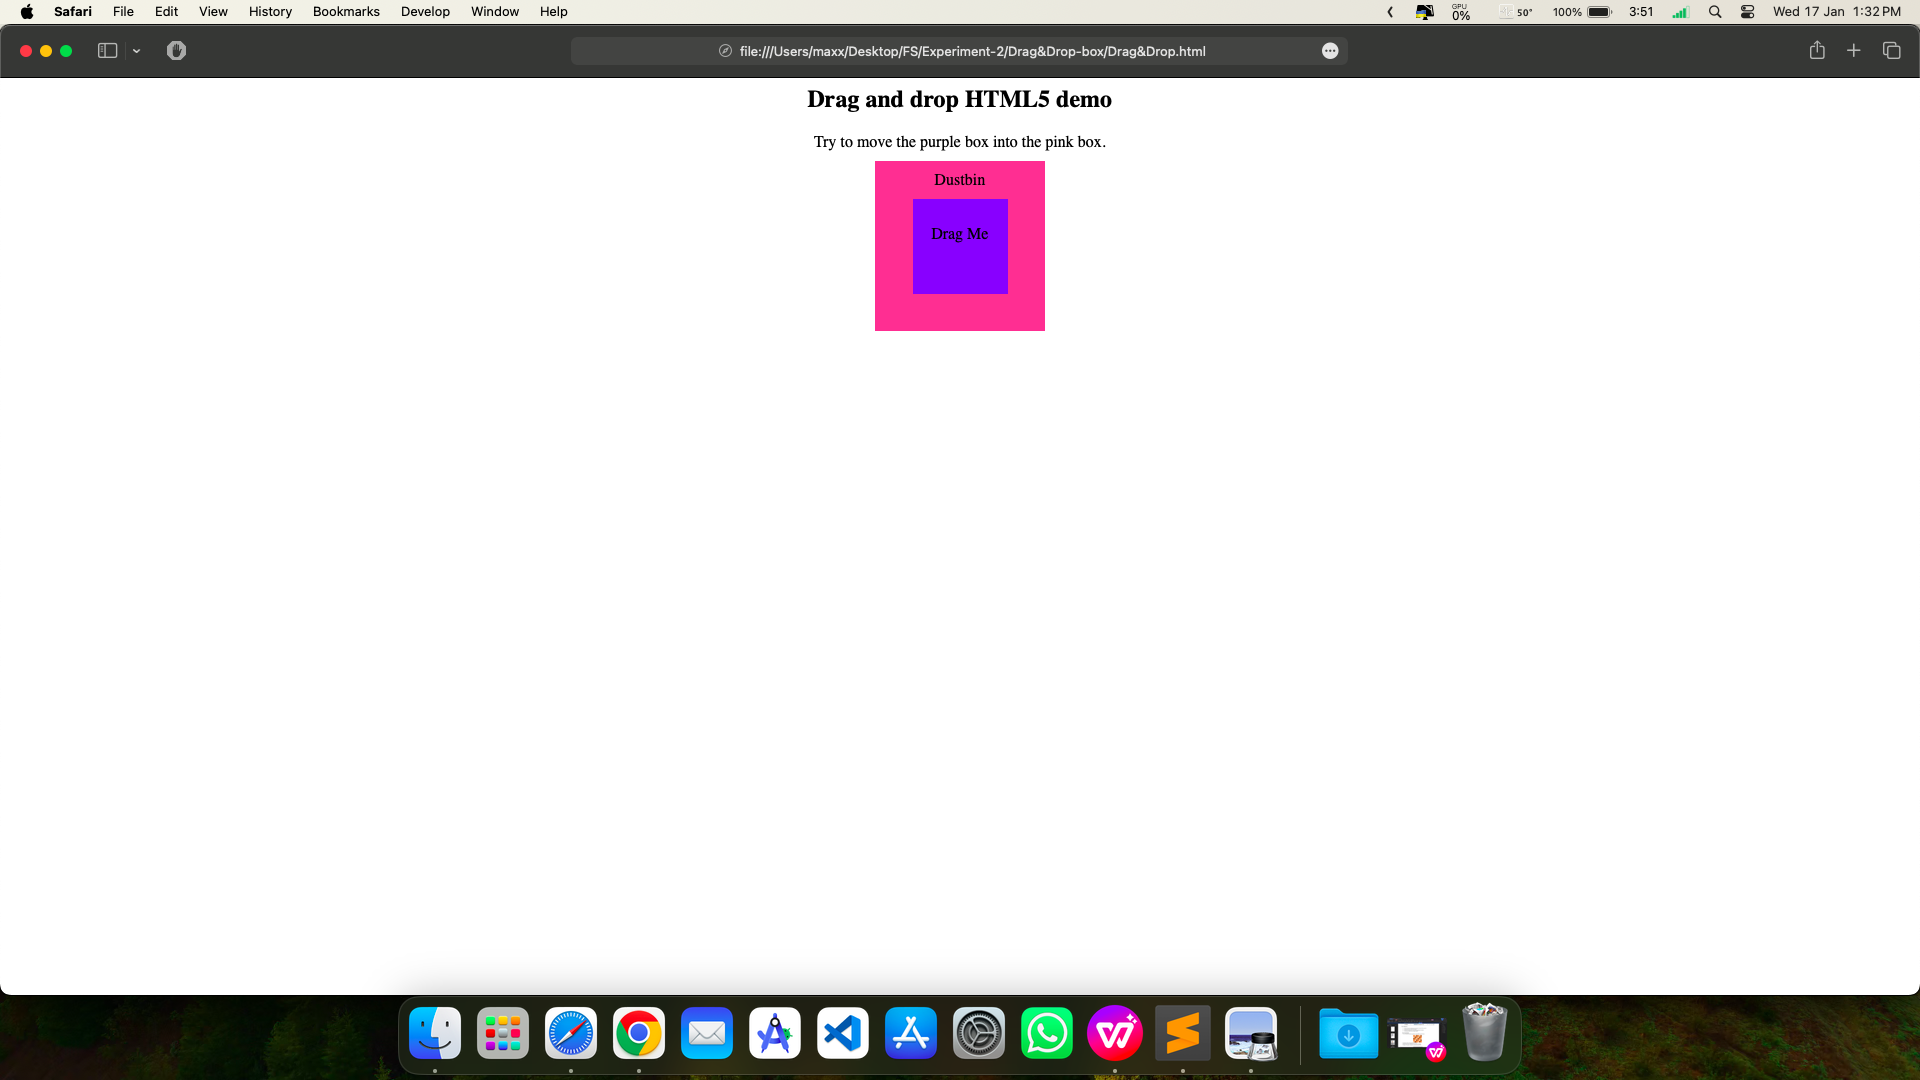 Safari File Edit View History Bookmarks Develop Window Help GPU 0% 50° 100% 3:51 Wed 17 Jan 1:32 PM
file:///Users/maxx/Desktop/FS/Experiment-2/Drag&Drop-box/Drag&Drop.html
Drag and drop HTML5 demo
Try to move the purple box into the pink box.
Dustbin
Drag Me